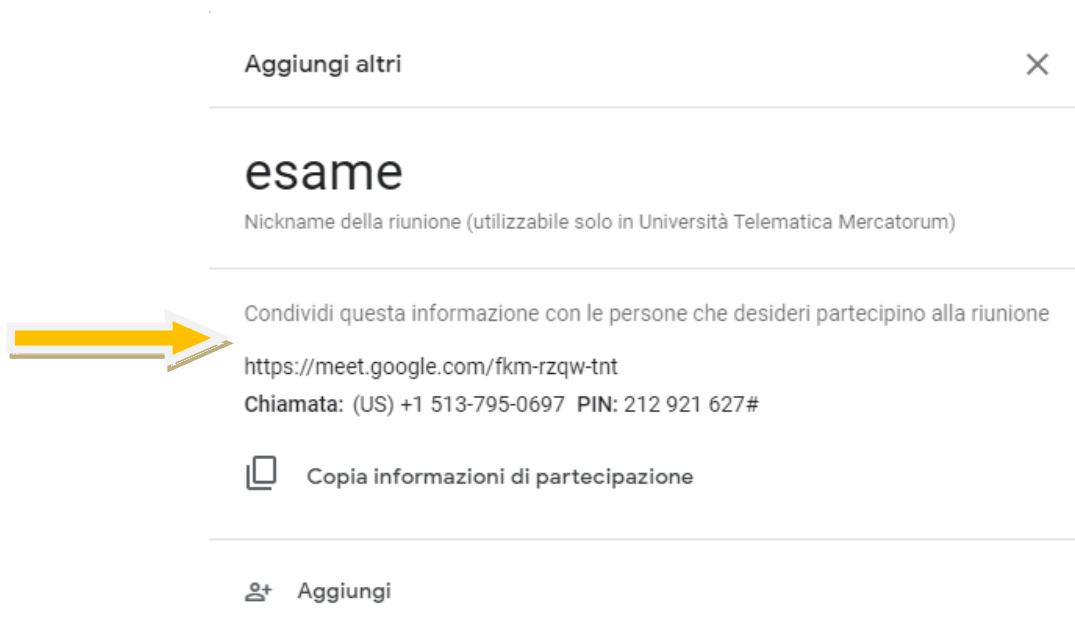 Aggiungi altri
esame
Nickname della riunione (utilizzabile solo in Università Telematica Mercatorum)
Condividi questa informazione con le persone che desideri partecipino alla riunione
https://meet.google.com/fkm-rzqw-tnt
Chiamata: (US) +1 513-795-0697 PIN: 212 921 627#
Copia informazioni di partecipazione
Aggiungi